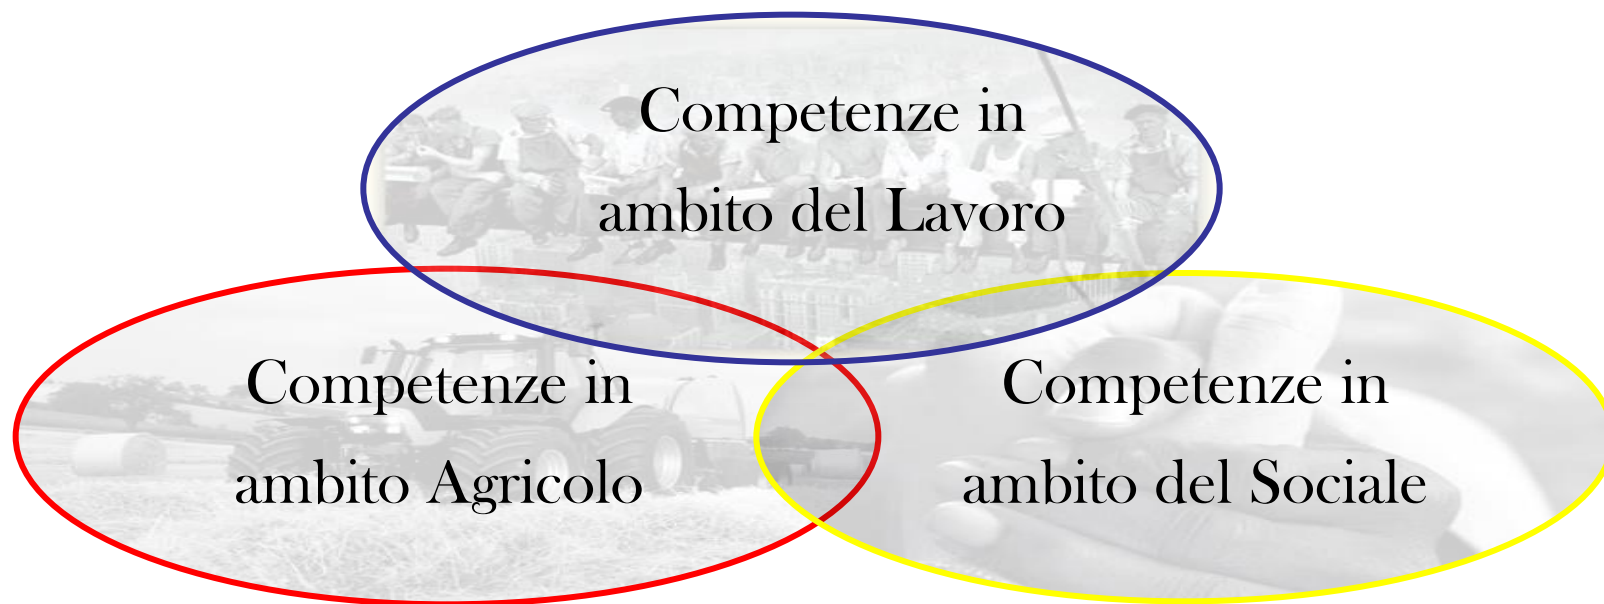 Competenze in
ambito del Lavoro
Competenze in
ambito Agricolo
Competenze in
ambito del Sociale